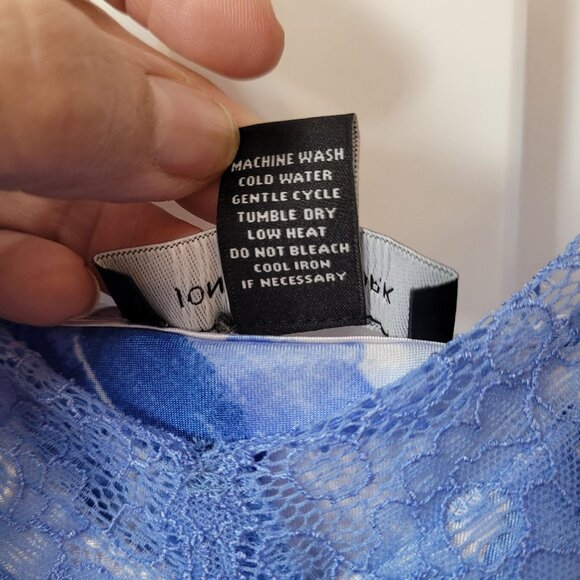 MACHINE WASH
COLD WATER
GENTLE CYCLE
TUMBLE DRY
LOW HEAT
DO NOT BLEACH
COOL IRON
IF NECESSARY